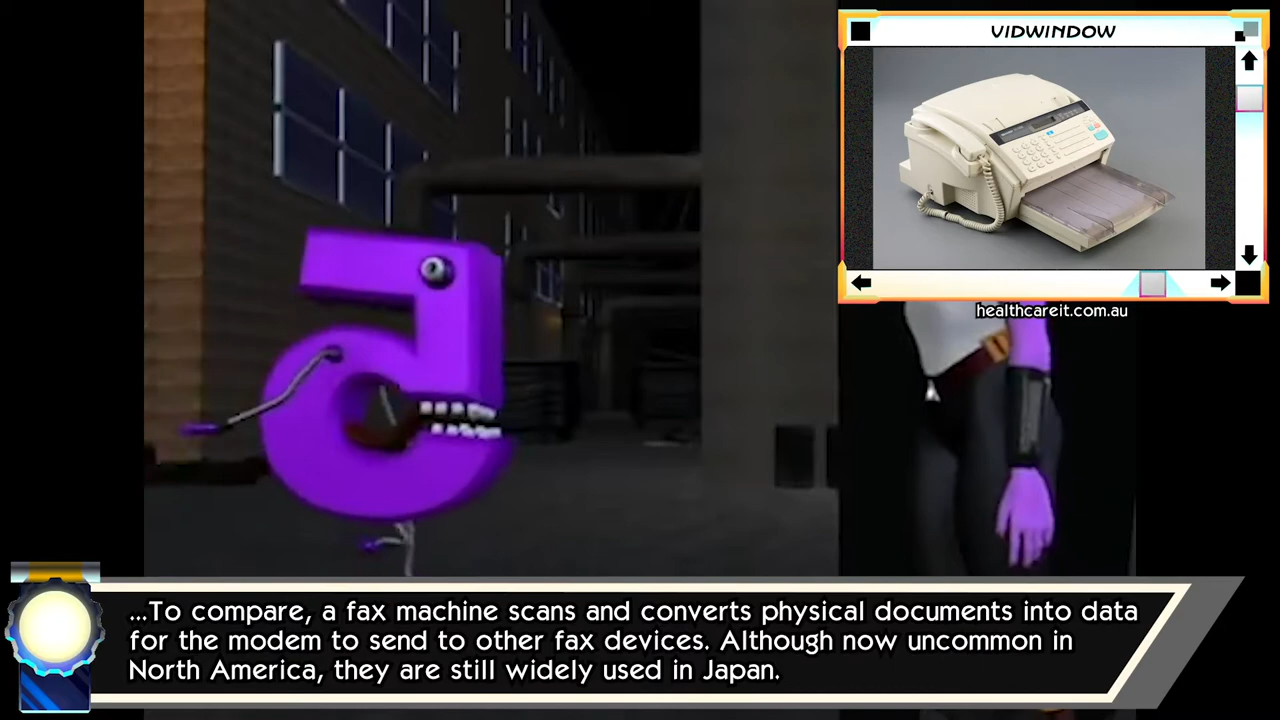 VIDWINDOW
healthcareit.com.au
...To compare, a fax machine scans and converts physical documents into data
for the modem to send to other fax devices. Although now uncommon in
North America, they are still widely used in Japan.